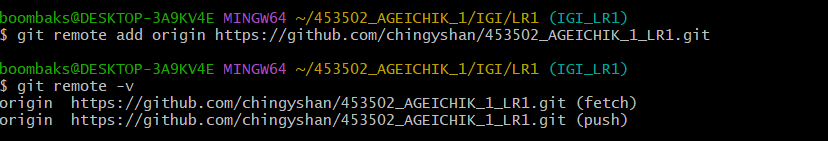 boombaks@DESKTOP-3A9KV4E MINGW64 ~/453502_AGEICHIK_1/IGI/LR1 (IGI_LR1)
$ git remote add origin https://github.com/chingyshan/453502_AGEICHIK_1_LR1.git
boombaks@DESKTOP-3A9KV4E MINGW64 ~/453502_AGEICHIK_1/IGI/LR1 (IGI_LR1)
$ git remote -v
origin  https://github.com/chingyshan/453502_AGEICHIK_1_LR1.git (fetch)
origin  https://github.com/chingyshan/453502_AGEICHIK_1_LR1.git (push)